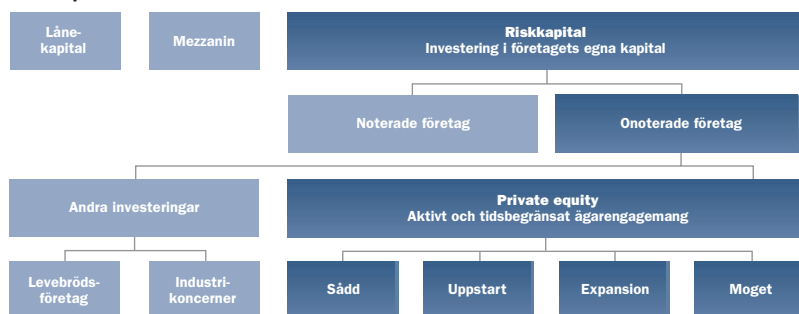 Låne-
kapital
Mezzanin
Riskkapital
Investering i företagets egna kapital
Noterade företag
Onoterade företag
Andra investeringar
Private equity
Aktivt och tidsbegränsat ägarengagemang
Levebröds-
företag
Industri-
koncerner
Sådd
Uppstart
Expansion
Moget